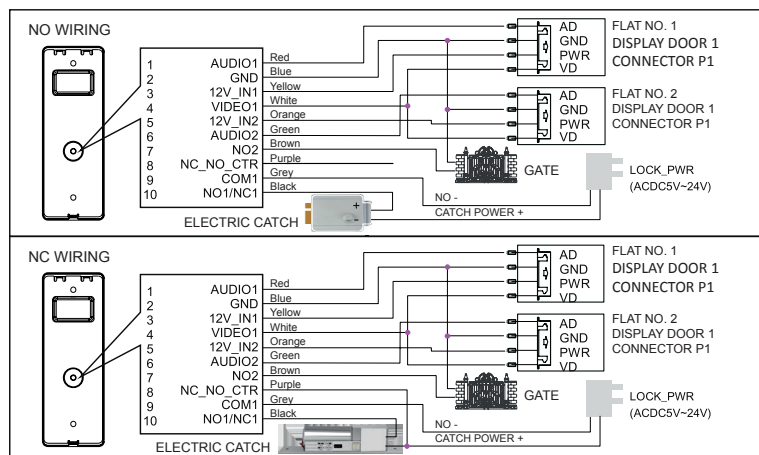 NO WIRING
1 AUDIO1 Red
2 GND Blue
3 12V_IN1 Yellow
4 VIDEO1 White
5 12V_IN2 Orange
6 AUDIO2 Green
7 NO2 Brown
8 NC_NO_CTR Purple
9 COM1 Grey
10 NO1/NC1 Black
ELECTRIC CATCH
+
-
NO -
CATCH POWER +
GATE
LOCK_PWR
(ACDC5V~24V)
AD
GND
PWR
VD
FLAT NO. 1
DISPLAY DOOR 1
CONNECTOR P1
AD
GND
PWR
VD
FLAT NO. 2
DISPLAY DOOR 1
CONNECTOR P1
NC WIRING
1 AUDIO1 Red
2 GND Blue
3 12V_IN1 Yellow
4 VIDEO1 White
5 12V_IN2 Orange
6 AUDIO2 Green
7 NO2 Brown
8 NC_NO_CTR Purple
9 COM1 Grey
10 NO1/NC1 Black
ELECTRIC CATCH
NO -
CATCH POWER +
GATE
LOCK_PWR
(ACDC5V~24V)
AD
GND
PWR
VD
FLAT NO. 1
DISPLAY DOOR 1
CONNECTOR P1
AD
GND
PWR
VD
FLAT NO. 2
DISPLAY DOOR 1
CONNECTOR P1